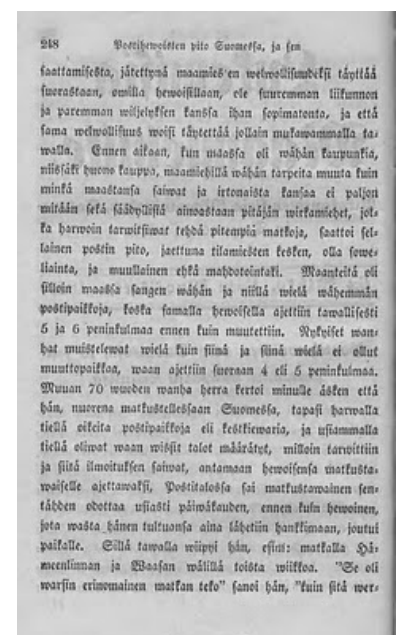 248 Postihewoisten pito Suomessa, ja sen
saattamisesta, jätettynä maamies'en welwollisuudeksi täyttää
suorastaan, omilla hewoisillaan, ole suuremman liikunnon
ja paremman wiljelyksen kanssa ihan sopimatonta, ja että
sama welwollisuus woisi täytettää jollain mukawammalla ta-
walla. Ennen aikaan, kun maassa oli wähän kaupunkia,
niissäki huono kauppa, maamiehillä wähän tarpeita muuta kuin
minkä maastansa saiwat ja irtonaista kansaa ei paljon
mitään sekä säädyllisiä ainoastaan pitäjän wirkamiehet, jot-
ka harwoin tarwitsiwat tehdä pitempiä matkoja, saattoi sel-
lainen postin pito, jaettuna tilamiesten kesken, olla sowe-
liainta, ja muullainen ehkä mahdotointaki. Maanteitä oli
silloin maassa sangen wähän ja niillä wielä wähemmän
postipaikkoja, koska samalla hewoisella ajettiin tawallisesti
5 ja 6 peninkulmaa ennen kuin muutettiin. Nykyiset wan-
hat muistelewat wielä kuin siinä ja siinä wielä ei ollut
muuttopaikkaa, waan ajettiin suoraan 4 eli 5 peninkulmaa.
Muuan 70 wuoden wanha herra kertoi minulle äsken että
hän, nuorena matkustellessaan Suomessa, tapasi harwalla
tiellä oikeita postipaikkoja eli kestkiewaria, ja usiammalla
tiellä oliwat waan wissit talot määrätyt, milloin tarwittiin
ja siitä ilmoituksen saiwat, antamaan hewoisensa matkusta-
waiselle ajettawaksi, Postitalossa sai matkustawainen sen-
tähden odottaa usiasti päiwäkauden, ennen kuin hewoinen,
jota wasta hänen tultuansa aina lähetiin hankkimaan, joutui
paikalle. Sillä tawalla wiipyi hän, esim: matkalla Hä-
meenlinnan ja Waasan wälillä toista wiikkoa. "Se oli
warsin erinomainen matkan teko" sanoi hän, "kuin sitä wer-